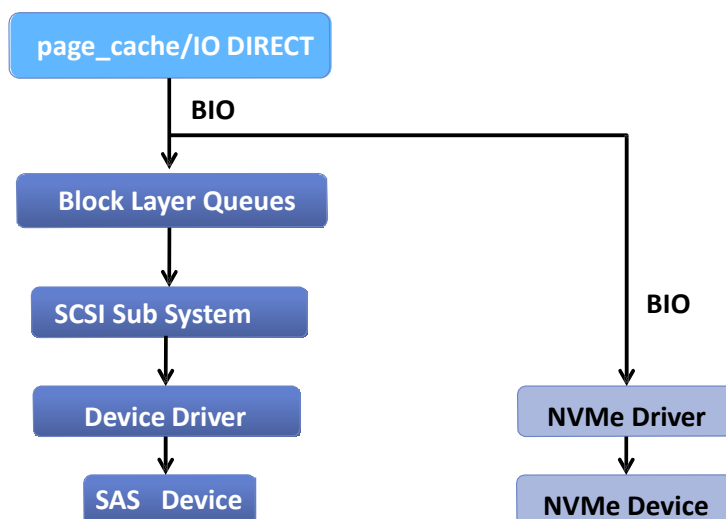 page_cache/IO DIRECT
BIO
Block Layer Queues
SCSI Sub System
BIO
Device Driver
NVMe Driver
SAS Device
NVMe Device